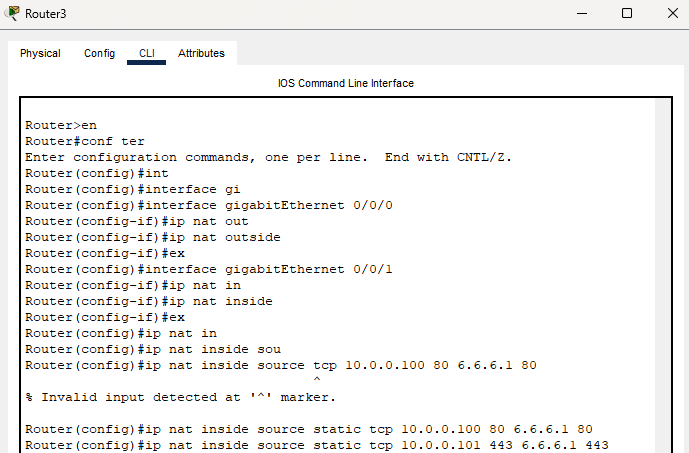 Router3
Physical Config CLI Attributes
IOS Command Line Interface
Router>en
Router#conf ter
Enter configuration commands, one per line.  End with CNTL/Z.
Router(config)#int
Router(config)#interface gi
Router(config)#interface gigabitEthernet 0/0/0
Router(config-if)#ip nat out
Router(config-if)#ip nat outside
Router(config-if)#ex
Router(config)#interface gigabitEthernet 0/0/1
Router(config-if)#ip nat in
Router(config-if)#ip nat inside
Router(config-if)#ex
Router(config)#ip nat in
Router(config)#ip nat inside sou
Router(config)#ip nat inside source tcp 10.0.0.100 80 6.6.6.1 80
^
% Invalid input detected at '^' marker.
Router(config)#ip nat inside source static tcp 10.0.0.100 80 6.6.6.1 80
Router(config)#ip nat inside source static tcp 10.0.0.101 443 6.6.6.1 443